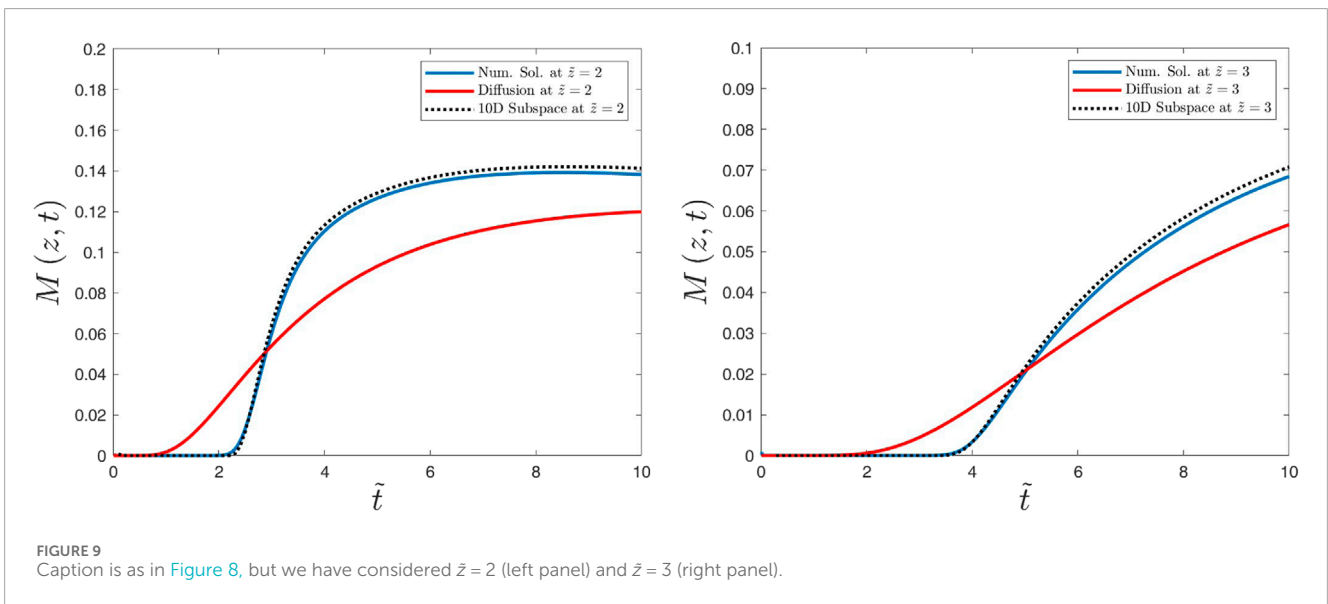 0.2
0.18
0.16
0.14
0.12
0.1
0.08
0.06
0.04
0.02
0
0 2 4 6 8 10
M (z, t)
t̃
Num. Sol. at z̃ = 2
Diffusion at z̃ = 2
10D Subspace at z̃ = 2
0.1
0.09
0.08
0.07
0.06
0.05
0.04
0.03
0.02
0.01
0
0 2 4 6 8 10
M (z, t)
t̃
Num. Sol. at z̃ = 3
Diffusion at z̃ = 3
10D Subspace at z̃ = 3
FIGURE 9
Caption is as in Figure 8, but we have considered z̃ = 2 (left panel) and z̃ = 3 (right panel).